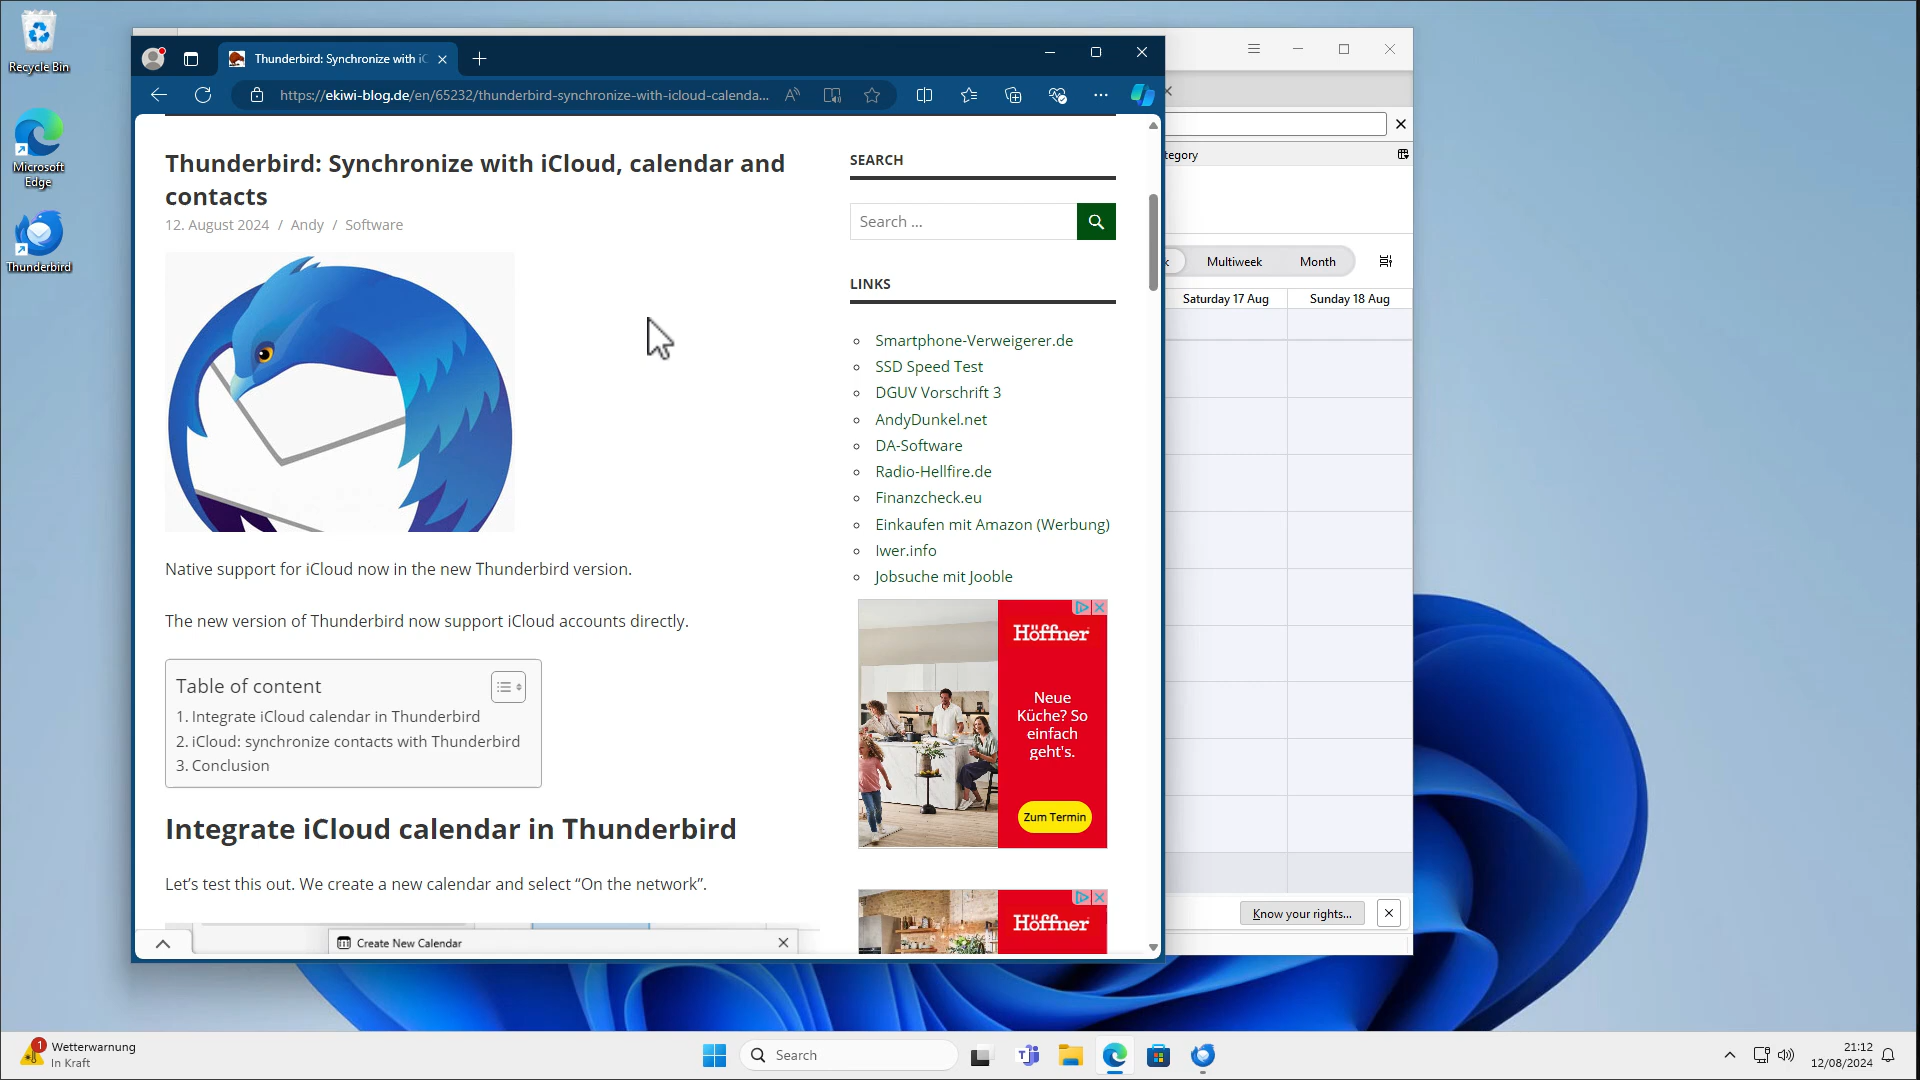 Recycle Bin
Microsoft
Edge
Thunderbird
Thunderbird: Synchronize with iC
https://ekiwi-blog.de/en/65232/thunderbird-synchronize-with-icloud-calenda...
Thunderbird: Synchronize with iCloud, calendar and
contacts
12. August 2024 / Andy / Software
Native support for iCloud now in the new Thunderbird version.
The new version of Thunderbird now support iCloud accounts directly.
Table of content
1. Integrate iCloud calendar in Thunderbird
2. iCloud: synchronize contacts with Thunderbird
3. Conclusion
Integrate iCloud calendar in Thunderbird
Let's test this out. We create a new calendar and select “On the network”.
Create New Calendar
SEARCH
Search ...
LINKS
Smartphone-Verweigerer.de
SSD Speed Test
DGUV Vorschrift 3
AndyDunkel.net
DA-Software
Radio-Hellfire.de
Finanzcheck.eu
Einkaufen mit Amazon (Werbung)
Iwer.info
Jobsuche mit Jooble
Höffner
Neue
Küche? So
einfach
geht's.
Zum Termin
Höffner
tegory
k
Multiweek
Month
Saturday 17 Aug
Sunday 18 Aug
Know your rights...
1
Wetterwarnung
In Kraft
Search
21:12
12/08/2024